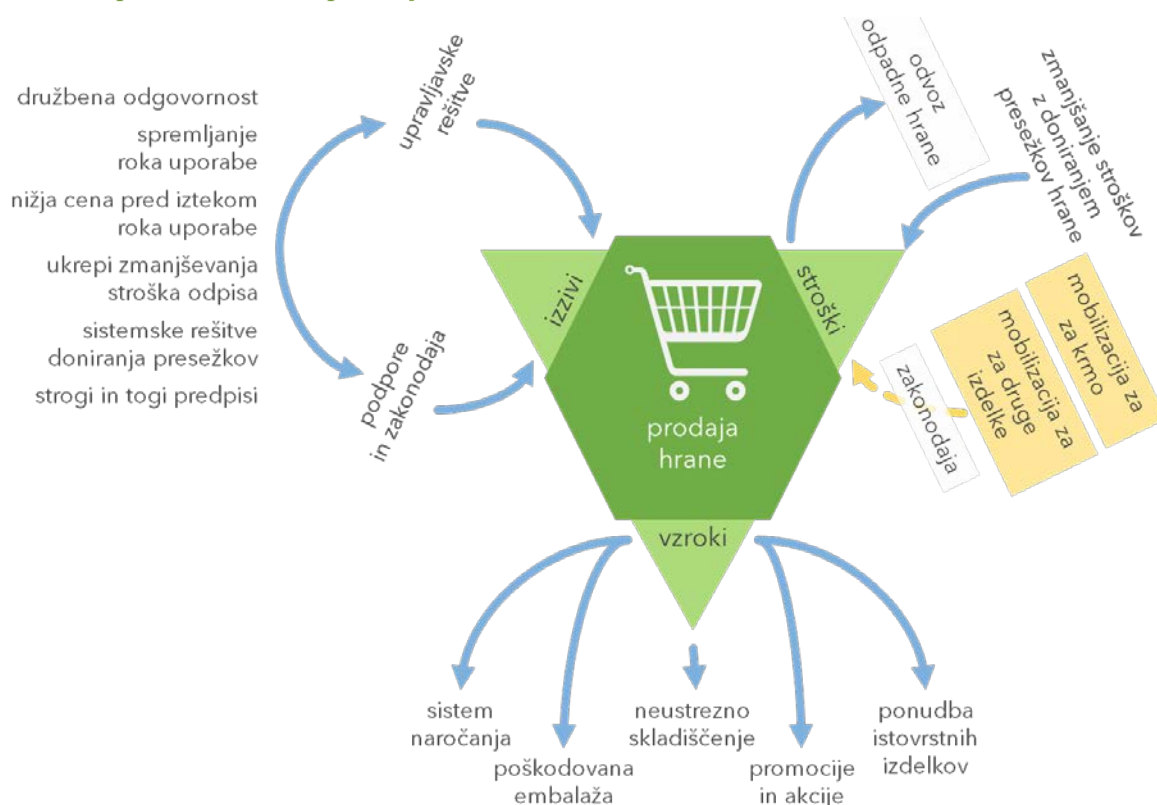 družbena odgovornost
spremljanje
roka uporabe
nižja cena pred iztekom
roka uporabe
ukrepi zmanjševanja
stroška odpisa
sistemske rešitve
doniranja presežkov
strogi in togi predpisi
upravljavske
rešitve
podpore
in zakonodaja
izzivi
prodaja
hrane
stroški
odvoz
odpadne hrane
zmanjšanje stroškov
z doniranjem
presežkov hrane
mobilizacija za
za krmo
mobilizacija za
za druge
izdelke
zakonodaja
vzroki
sistem
naročanja
poškodovana
embalaža
neustrezno
skladiščenje
promocije
in akcije
ponudba
istovrstnih
izdelkov